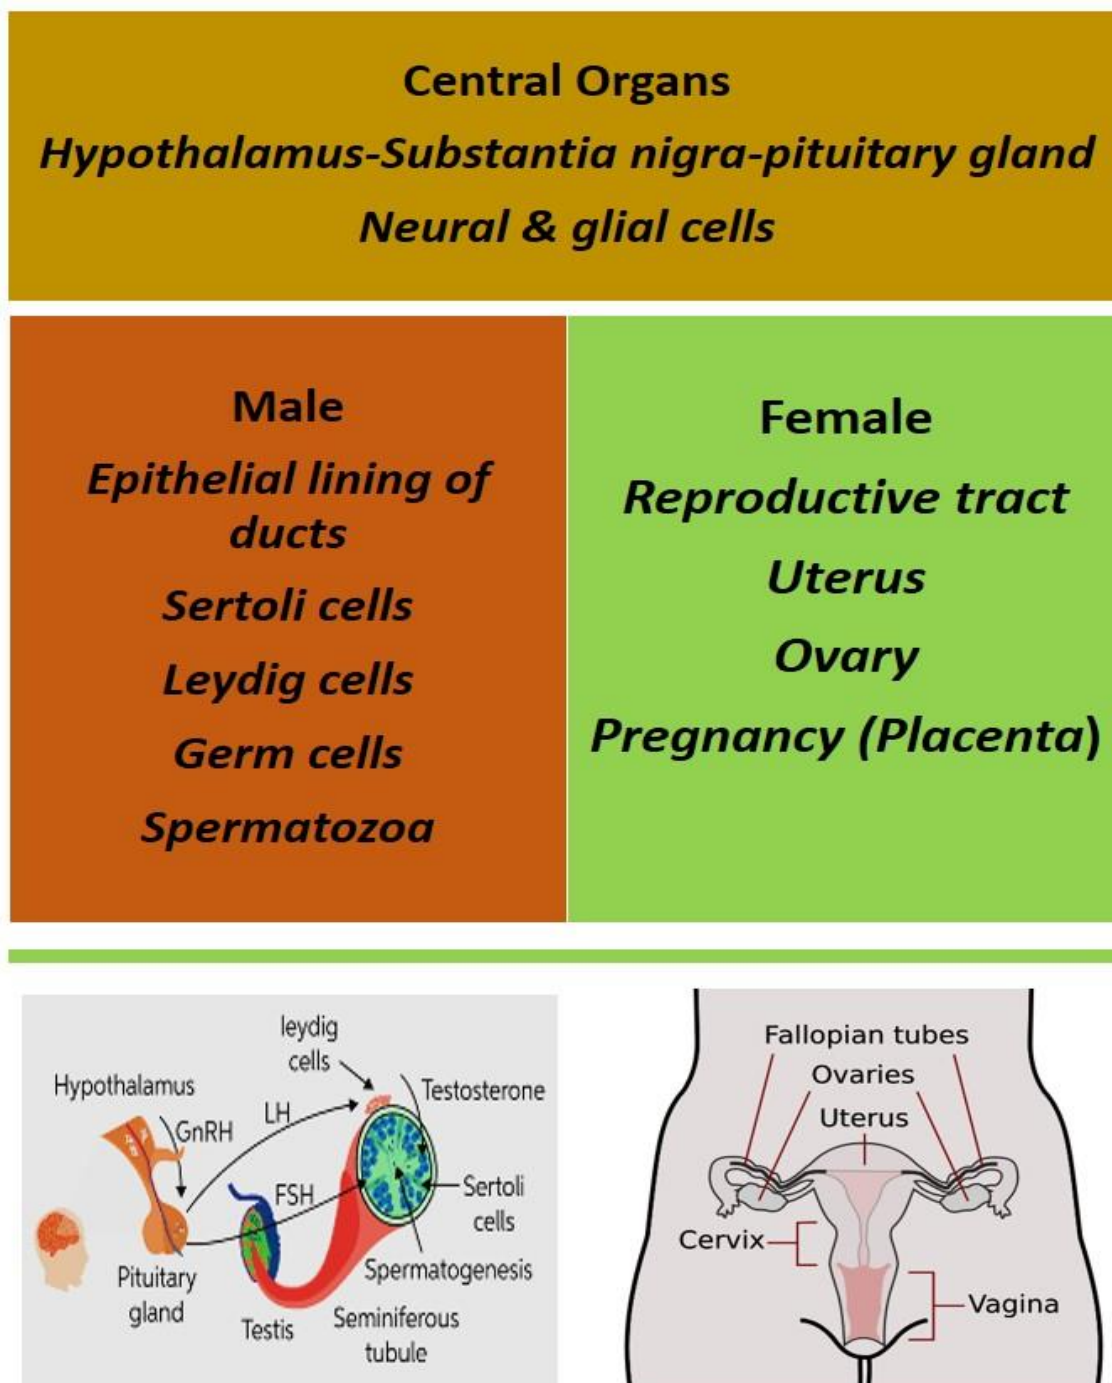 Central Organs
Hypothalamus-Substantia nigra-pituitary gland
Neural & glial cells
Male
Epithelial lining of
ducts
Sertoli cells
Leydig cells
Germ cells
Spermatozoa
Female
Reproductive tract
Uterus
Ovary
Pregnancy (Placenta)
leydig
cells
Hypothalamus
GnRH
LH
Testosterone
FSH
Sertoli
cells
Pituitary
gland
Spermatogenesis
Testis
Seminiferous
tubule
Fallopian tubes
Ovaries
Uterus
Cervix
Vagina